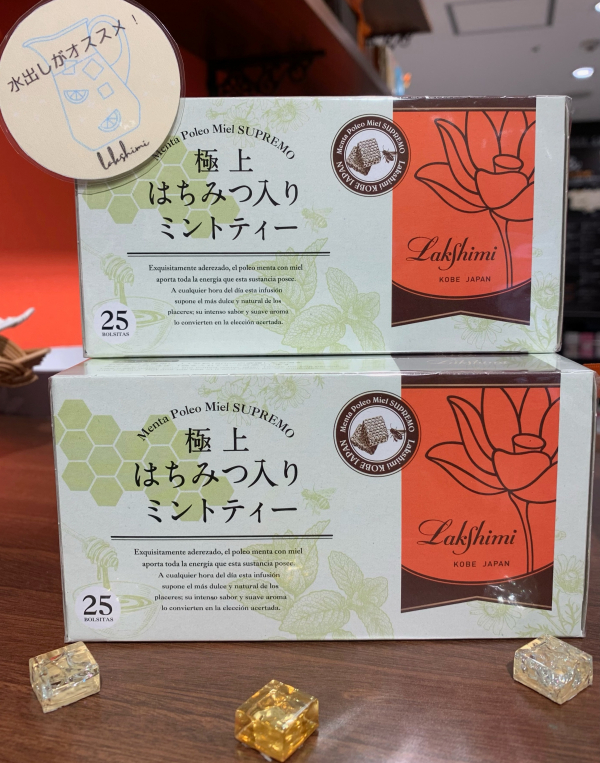 水出しがオススメ!
lakshimi
Menta Poleo Miel SUPREMO
極上
はちみつ入り
ミントティー
Exquisitamente aderezado, el poleo menta con miel
aporta toda la energía que esta sustancia posee.
A cualquier hora del día esta infusión
supone el más dulce y natural de los
placeres; su intenso sabor y suave aroma
lo convierten en la elección acertada.
25
BOLSITAS
Menta Poleo Miel SUPREMO
Lakshimi KOBE JAPAN
Lakshimi
KOBE JAPAN
Menta Poleo Miel SUPREMO
極上
はちみつ入り
ミントティー
Exquisitamente aderezado, el poleo menta con miel
aporta toda la energía que esta sustancia posee.
A cualquier hora del día esta infusión
supone el más dulce y natural de los
placeres; su intenso sabor y suave aroma
lo convierten en la elección acertada.
25
BOLSITAS
Menta Poleo Miel SUPREMO
Lakshimi KOBE JAPAN
Lakshimi
KOBE JAPAN